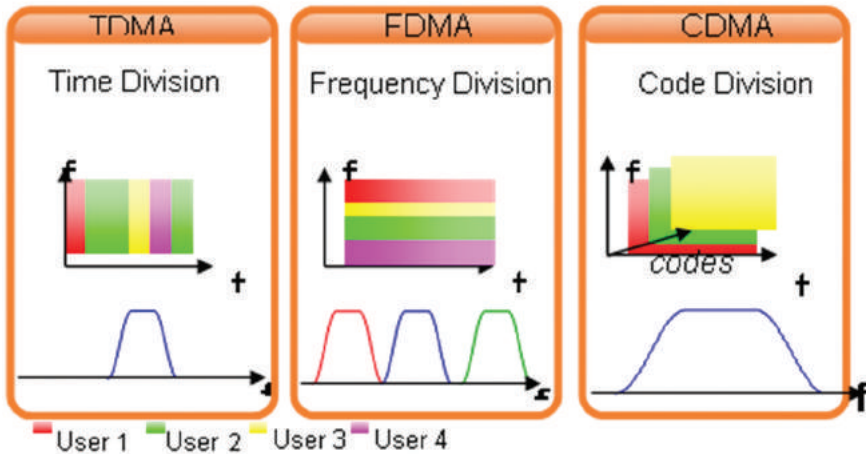 TDMA
Time Division
f
t
f
FDMA
Frequency Division
f
t
f
CDMA
Code Division
f
codes
t
f
User 1 User 2 User 3 User 4